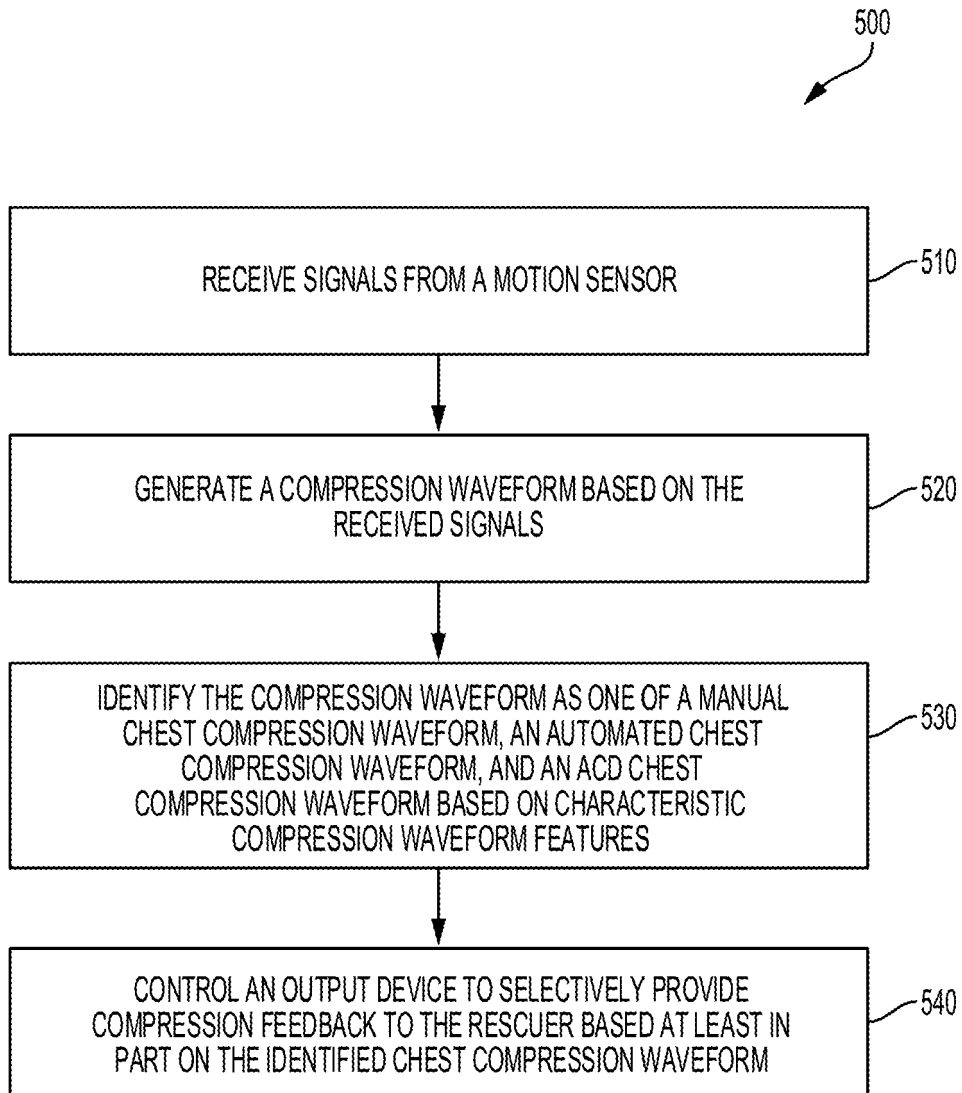 500
RECEIVE SIGNALS FROM A MOTION SENSOR
510
GENERATE A COMPRESSION WAVEFORM BASED ON THE
RECEIVED SIGNALS
520
IDENTIFY THE COMPRESSION WAVEFORM AS ONE OF A MANUAL
CHEST COMPRESSION WAVEFORM, AN AUTOMATED CHEST
COMPRESSION WAVEFORM, AND AN ACD CHEST
COMPRESSION WAVEFORM BASED ON CHARACTERISTIC
COMPRESSION WAVEFORM FEATURES
530
CONTROL AN OUTPUT DEVICE TO SELECTIVELY PROVIDE
COMPRESSION FEEDBACK TO THE RESCUER BASED AT LEAST IN
PART ON THE IDENTIFIED CHEST COMPRESSION WAVEFORM
540